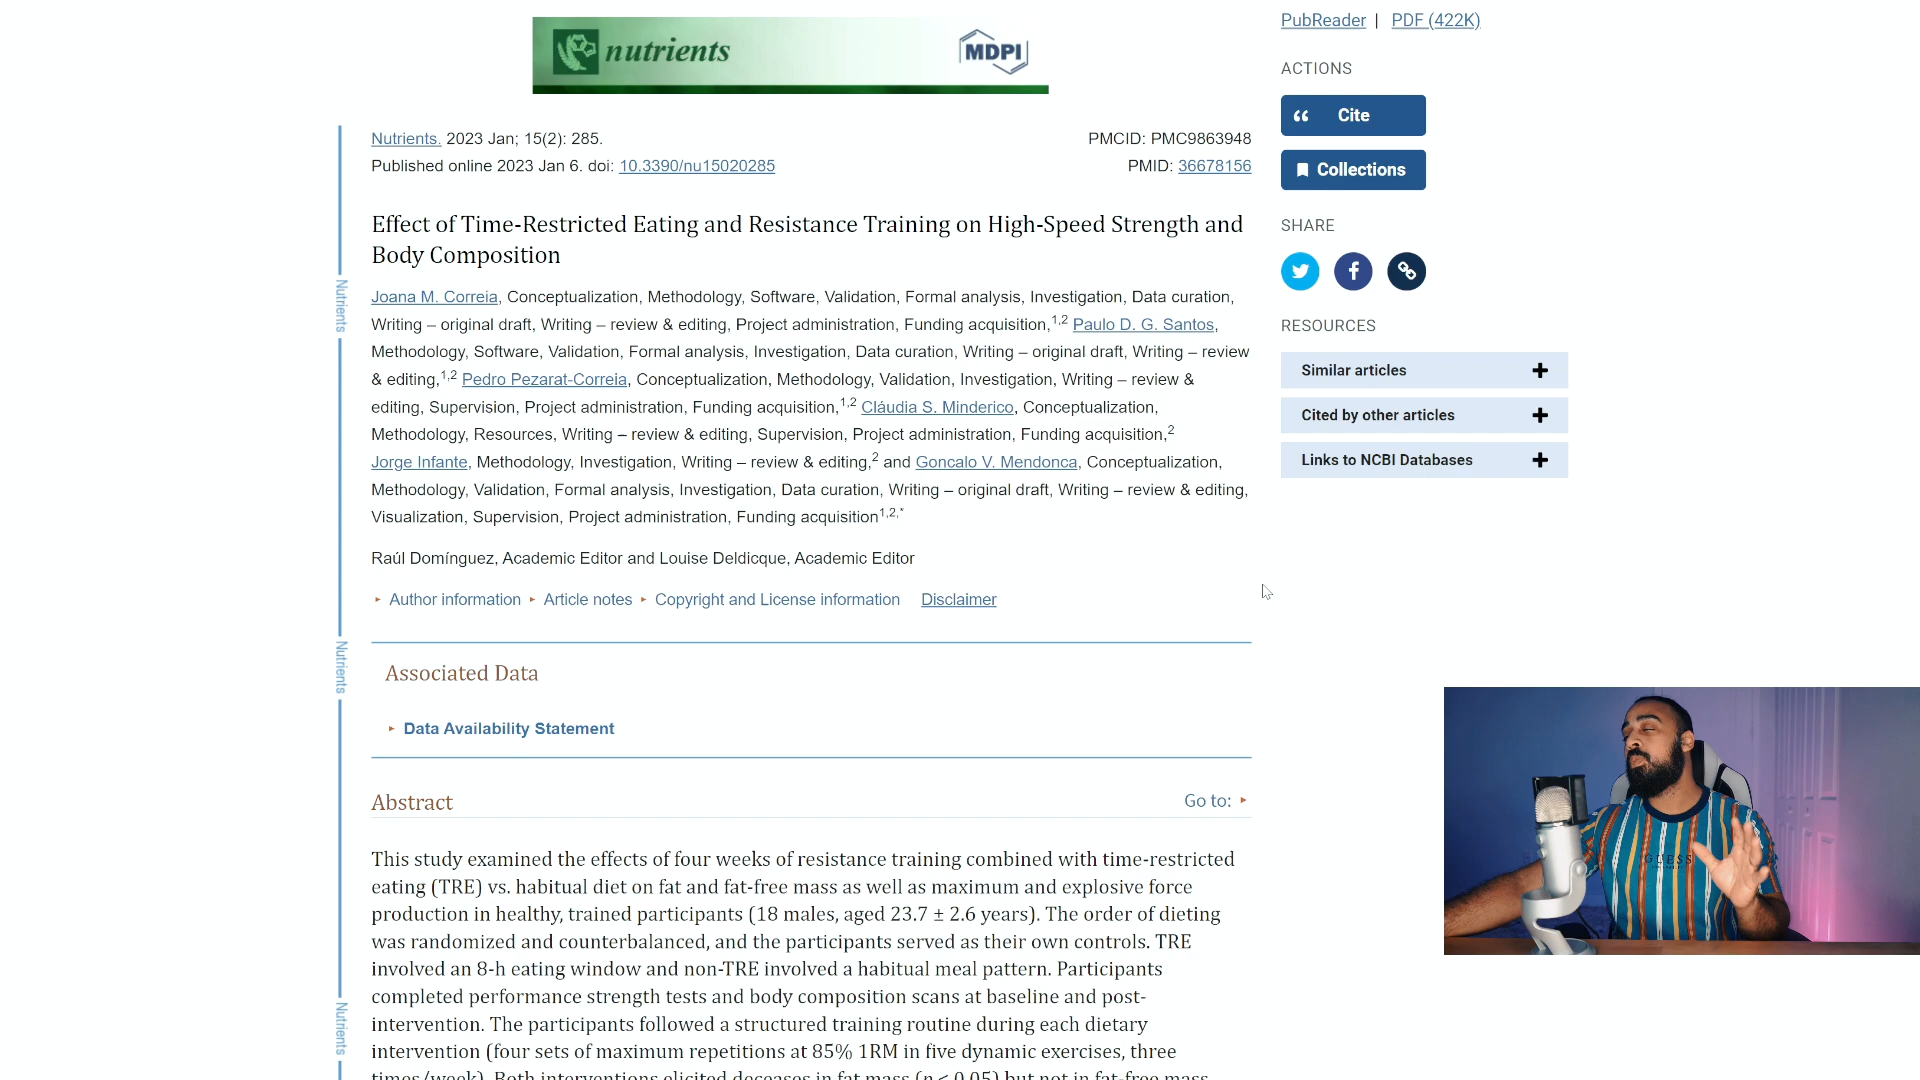 nutrients
MDPI
PubReader | PDF (422K)
ACTIONS
Cite
Collections
SHARE
RESOURCES
Similar articles
Cited by other articles
Links to NCBI Databases
Nutrients. 2023 Jan; 15(2): 285.
PMCID: PMC9863948
Published online 2023 Jan 6. doi: 10.3390/nu15020285
PMID: 36678156
Effect of Time-Restricted Eating and Resistance Training on High-Speed Strength and
Body Composition
Joana M. Correia, Conceptualization, Methodology, Software, Validation, Formal analysis, Investigation, Data curation,
Writing – original draft, Writing – review & editing, Project administration, Funding acquisition,1,2 Paulo D. G. Santos,
Methodology, Software, Validation, Formal analysis, Investigation, Data curation, Writing – original draft, Writing – review
& editing,1,2 Pedro Pezarat-Correia, Conceptualization, Methodology, Validation, Investigation, Writing – review &
editing, Supervision, Project administration, Funding acquisition,1,2 Cláudia S. Minderico, Conceptualization,
Methodology, Resources, Writing – review & editing, Supervision, Project administration, Funding acquisition,2
Jorge Infante, Methodology, Investigation, Writing – review & editing,2 and Goncalo V. Mendonca, Conceptualization,
Methodology, Validation, Formal analysis, Investigation, Data curation, Writing – original draft, Writing – review & editing,
Visualization, Supervision, Project administration, Funding acquisition1,2,*
Raúl Domínguez, Academic Editor and Louise Deldicque, Academic Editor
Author information Article notes Copyright and License information Disclaimer
Associated Data
Data Availability Statement
Abstract
Go to:
This study examined the effects of four weeks of resistance training combined with time-restricted
eating (TRE) vs. habitual diet on fat and fat-free mass as well as maximum and explosive force
production in healthy, trained participants (18 males, aged 23.7 ± 2.6 years). The order of dieting
was randomized and counterbalanced, and the participants served as their own controls. TRE
involved an 8-h eating window and non-TRE involved a habitual meal pattern. Participants
completed performance strength tests and body composition scans at baseline and post-
intervention. The participants followed a structured training routine during each dietary
intervention (four sets of maximum repetitions at 85% 1RM in five dynamic exercises, three
times/week). Both interventions elicited deceases in fat mass (p < 0.05) but not in fat-free mass.
Nutrients
Nutrients
Nutrients
GUESS